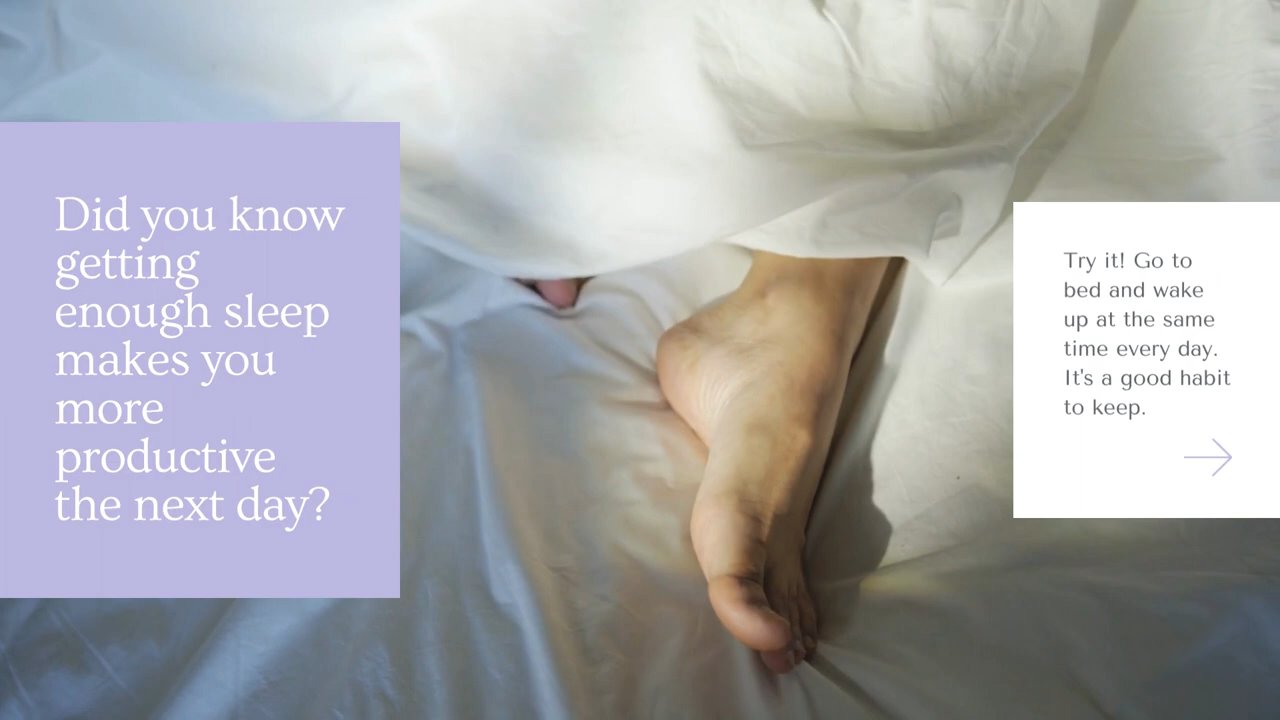 Did you know
getting
enough sleep
makes you
more
productive
the next day?
Try it! Go to
bed and wake
up at the same
time every day.
It's a good habit
to keep.